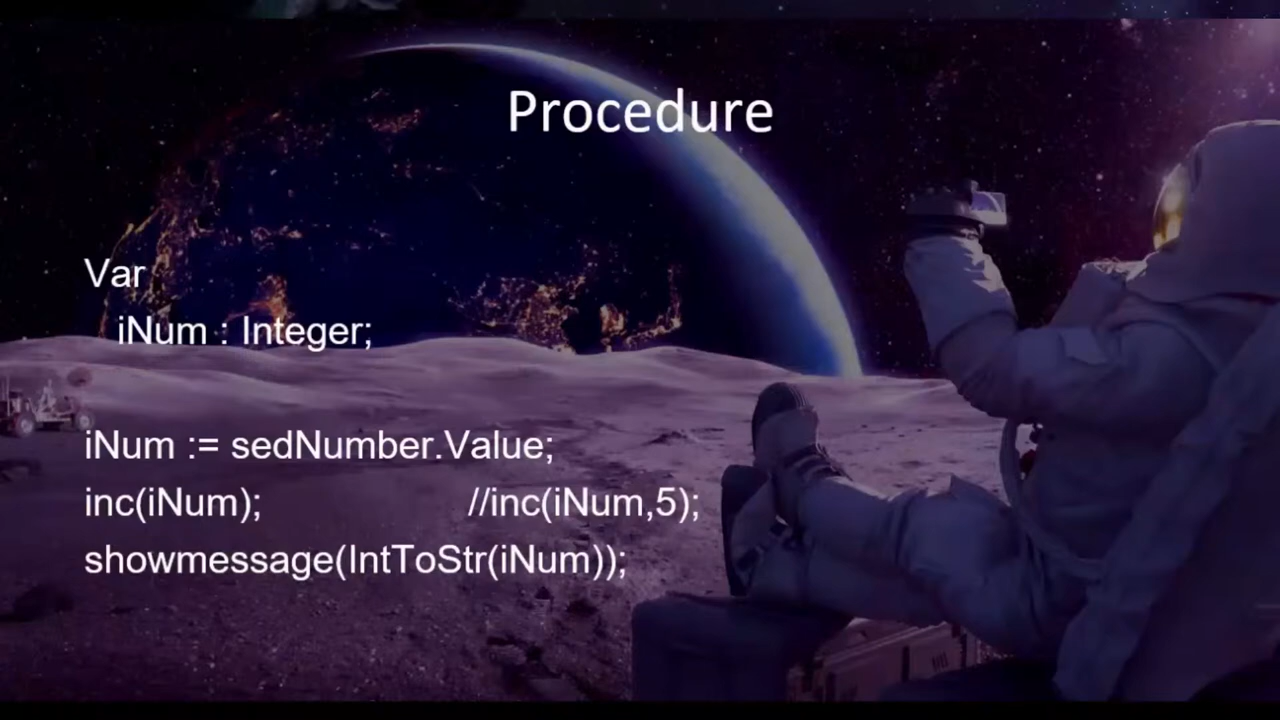 Procedure
Var
iNum : Integer;
iNum := sedNumber.Value;
inc(iNum); //inc(iNum,5);
showmessage(IntToStr(iNum));